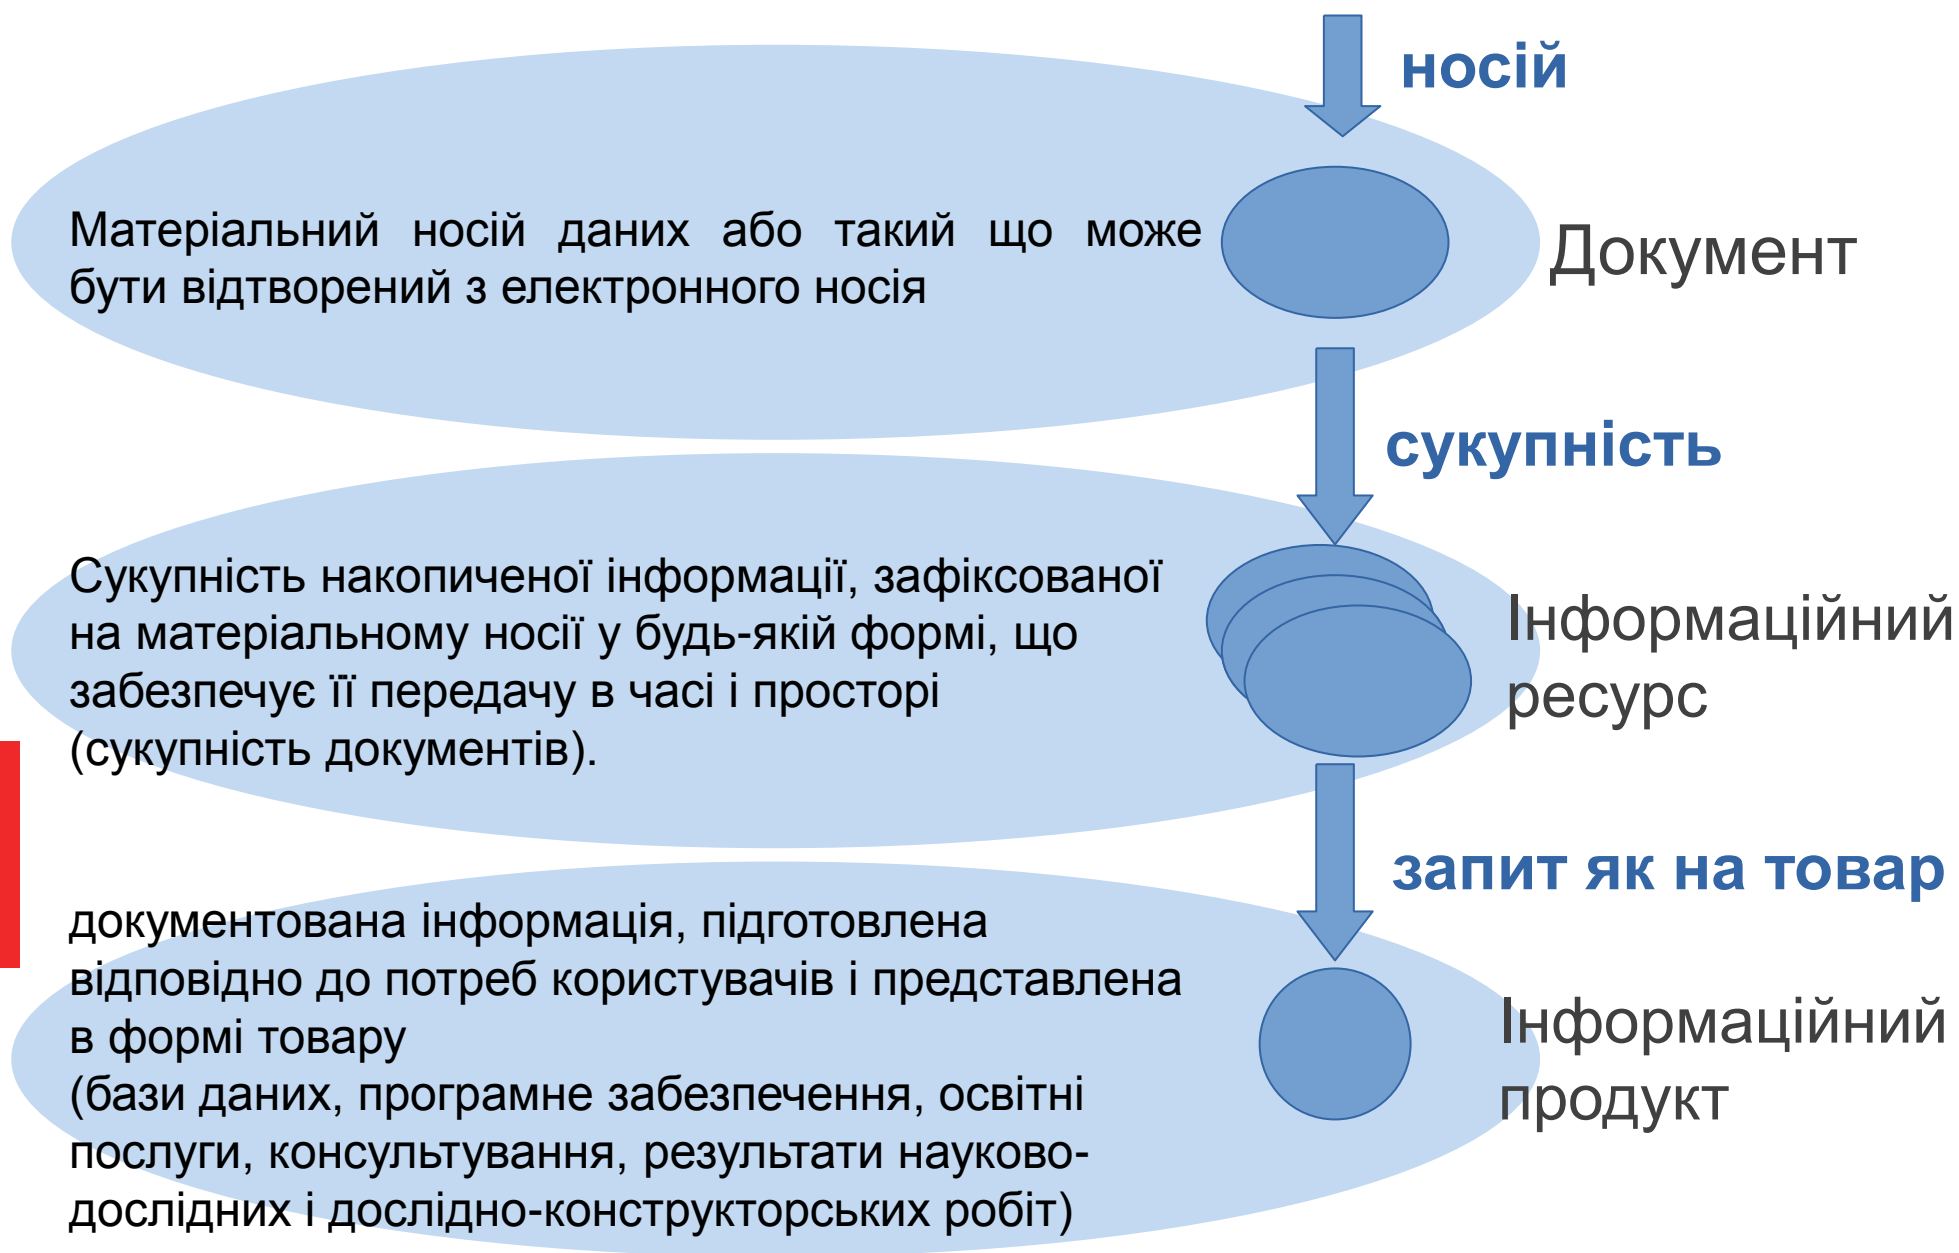 носій
Матеріальний носій даних або такий що може
бути відтворений з електронного носія
Документ
сукупність
Сукупність накопиченої інформації, зафіксованої
на матеріальному носії у будь-якій формі, що
забезпечує її передачу в часі і просторі
(сукупність документів).
Інформаційний
ресурс
запит як на товар
документована інформація, підготовлена
відповідно до потреб користувачів і представлена
в формі товару
(бази даних, програмне забезпечення, освітні
послуги, консультування, результати науково-
дослідних і дослідно-конструкторських робіт)
Інформаційний
продукт